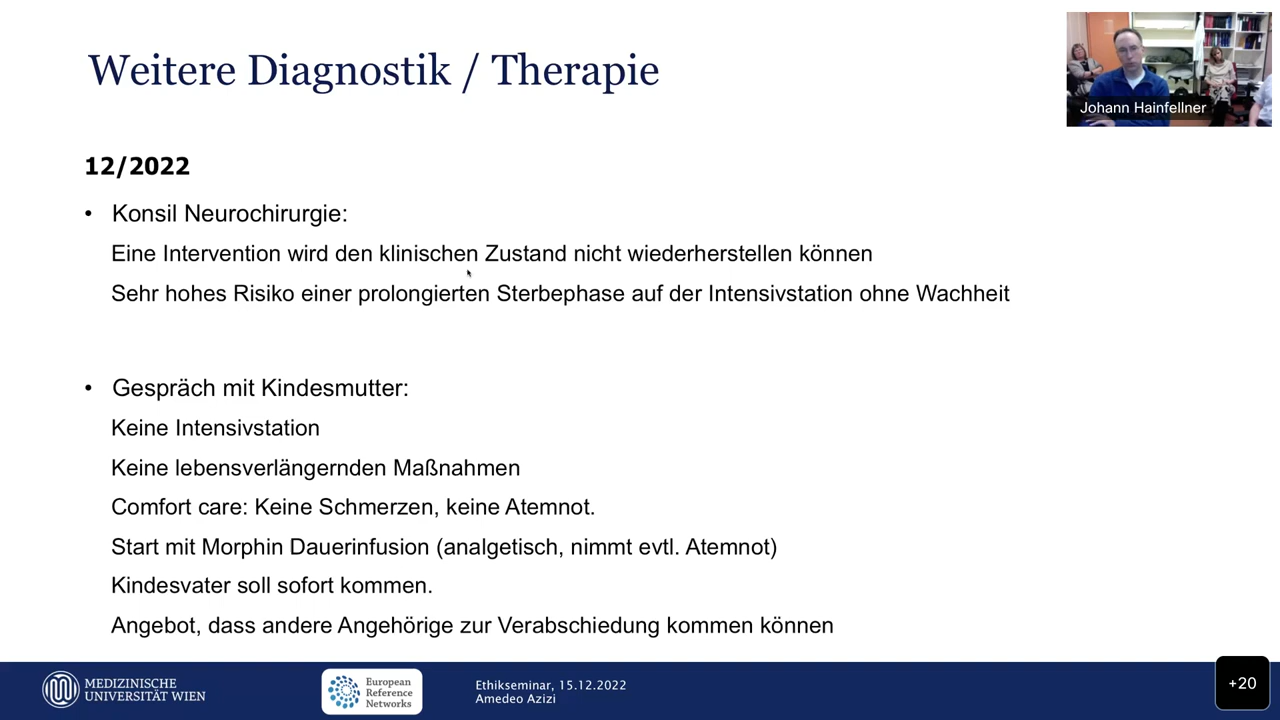 Weitere Diagnostik / Therapie
Johann Hainfellner
12/2022
• Konsil Neurochirurgie:
Eine Intervention wird den klinischen Zustand nicht wiederherstellen können
Sehr hohes Risiko einer prolongierten Sterbephase auf der Intensivstation ohne Wachheit
• Gespräch mit Kindesmutter:
Keine Intensivstation
Keine lebensverlängernden Maßnahmen
Comfort care: Keine Schmerzen, keine Atemnot.
Start mit Morphin Dauerinfusion (analgetisch, nimmt evtl. Atemnot)
Kindesvater soll sofort kommen.
Angebot, dass andere Angehörige zur Verabschiedung kommen können
MEDIZINISCHE
UNIVERSITÄT WIEN
European
Reference
Networks
Ethikseminar, 15.12.2022
Amedeo Azizi
+20